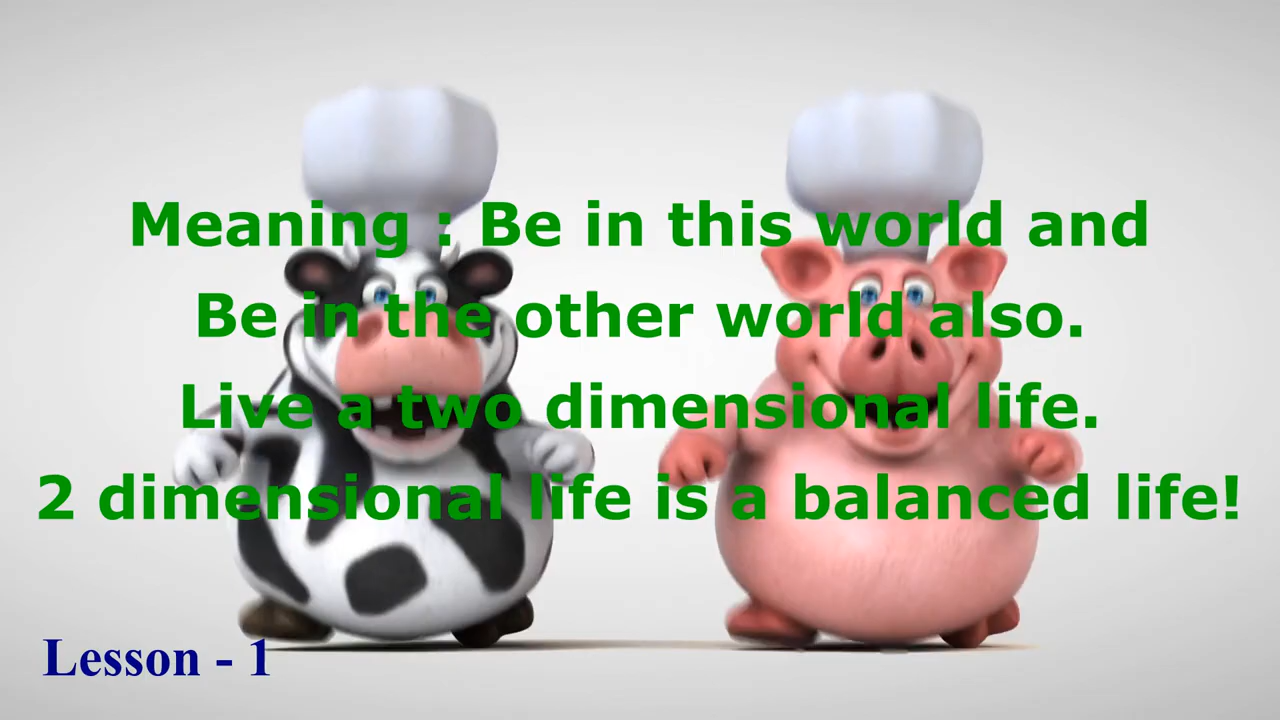 Meaning : Be in this world and
Be in the other world also.
Live a two dimensional life.
2 dimensional life is a balanced life!
Lesson - 1